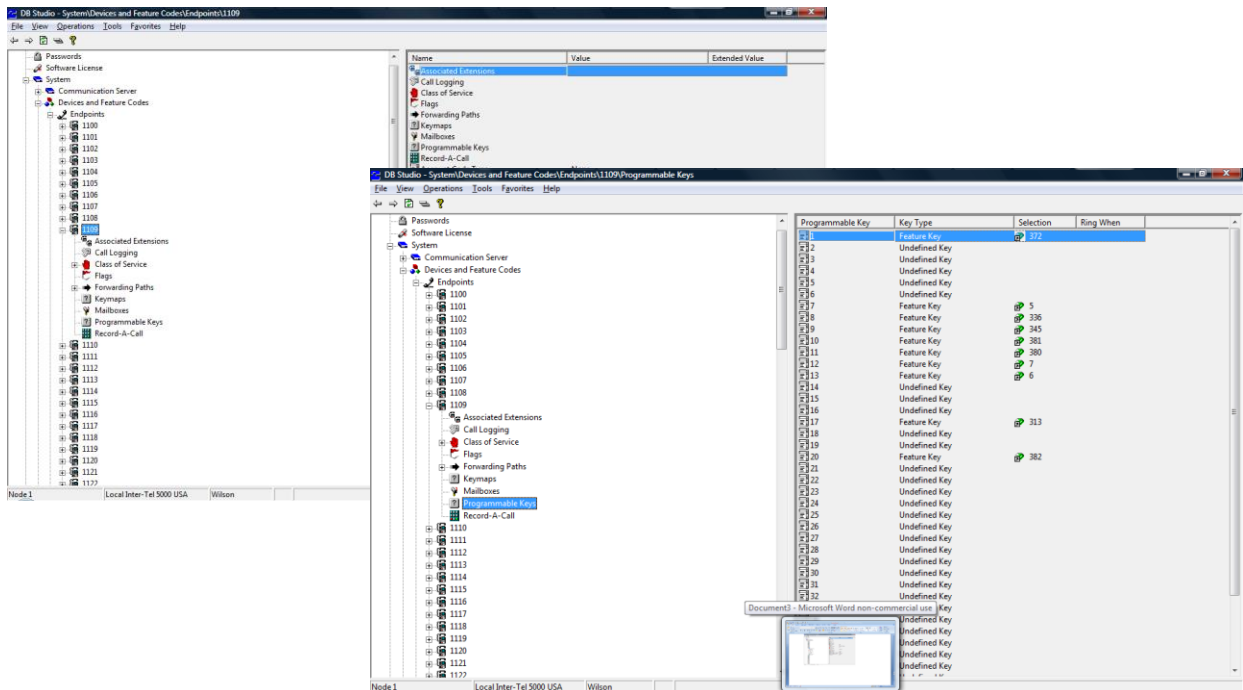 DB Studio - System\Devices and Feature Codes\Endpoints\1109
File View Operations Tools Favorites Help
Passwords
Software License
System
Communication Server
Devices and Feature Codes
Endpoints
1100
1101
1102
1103
1104
1105
1106
1107
1108
1109
Associated Extensions
Call Logging
Class of Service
Flags
Forwarding Paths
Keymaps
Mailboxes
Programmable Keys
Record-A-Call
1110
1111
1112
1113
1114
1115
1116
1117
1118
1119
1120
1121
1122
Name Value Extended Value
Associated Extensions
Call Logging
Class of Service
Flags
Forwarding Paths
Keymaps
Mailboxes
Programmable Keys
Record-A-Call
Node 1 Local Inter-Tel 5000 USA Wilson
DB Studio - System\Devices and Feature Codes\Endpoints\1109\Programmable Keys
File View Operations Tools Favorites Help
Passwords
Software License
System
Communication Server
Devices and Feature Codes
Endpoints
1100
1101
1102
1103
1104
1105
1106
1107
1108
1109
Associated Extensions
Call Logging
Class of Service
Flags
Forwarding Paths
Keymaps
Mailboxes
Programmable Keys
Record-A-Call
1110
1111
1112
1113
1114
1115
1116
1117
1118
1119
1120
1121
1122
Programmable Key Key Type Selection Ring When
1 Feature Key 372
2 Undefined Key
3 Undefined Key
4 Undefined Key
5 Undefined Key
6 Undefined Key
7 Feature Key 5
8 Feature Key 336
9 Feature Key 345
10 Feature Key 381
11 Feature Key 380
12 Feature Key 7
13 Feature Key 6
14 Undefined Key
15 Undefined Key
16 Undefined Key
17 Feature Key 313
18 Undefined Key
19 Undefined Key
20 Feature Key 382
21 Undefined Key
22 Undefined Key
23 Undefined Key
24 Undefined Key
25 Undefined Key
26 Undefined Key
27 Undefined Key
28 Undefined Key
29 Undefined Key
30 Undefined Key
31 Undefined Key
32 Undefined Key
Document3 - Microsoft Word non-commercial use Key
Undefined Key
Undefined Key
Undefined Key
Undefined Key
Undefined Key
Node 1 Local Inter-Tel 5000 USA Wilson